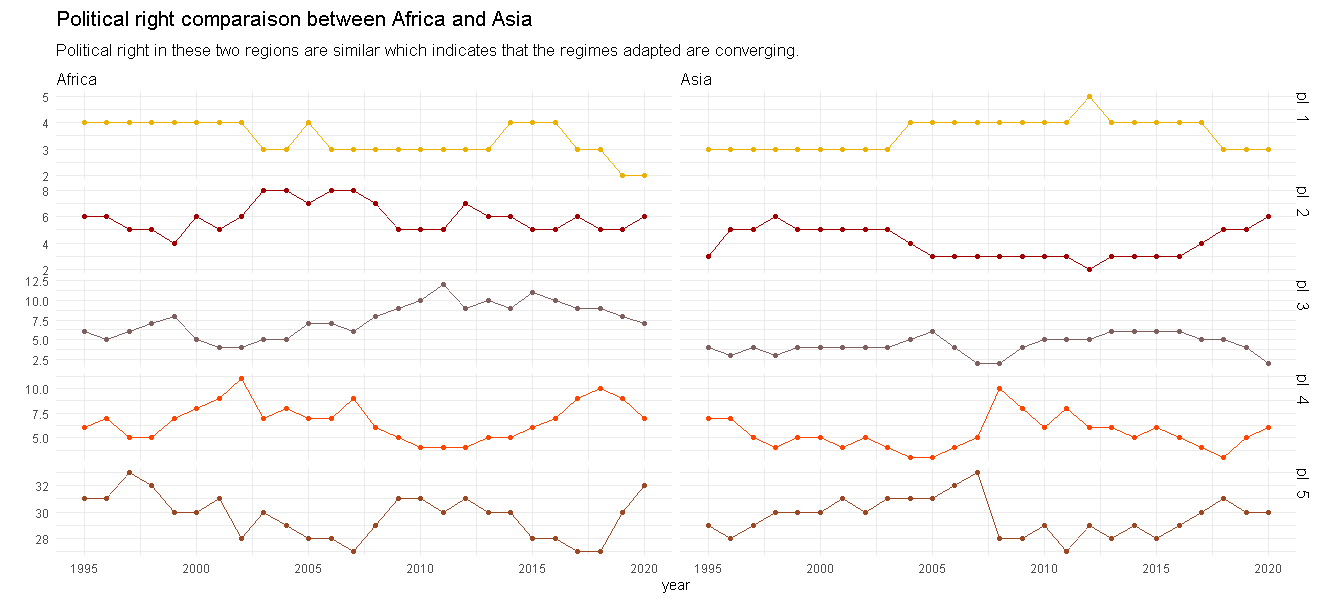 Political right comparaison between Africa and Asia
Political right in these two regions are similar which indicates that the regimes adapted are converging.
Africa
Asia
5
4
3
2
pl 1
8
6
4
2
pl 2
12.5
10.0
7.5
5.0
2.5
pl 3
10.0
7.5
5.0
pl 4
32
30
28
pl 5
1995 2000 2005 2010 2015 2020
1995 2000 2005 2010 2015 2020
year